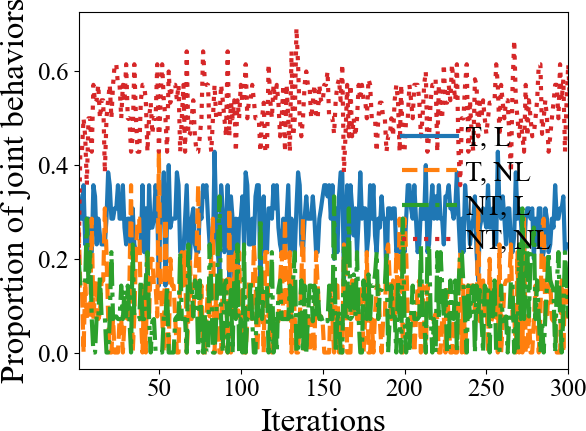 Proportion of joint behaviors
0.6
0.4
0.2
0.0
T, L
T, NL
NT, L
NT, NL
50
100
150
200
250
300
Iterations